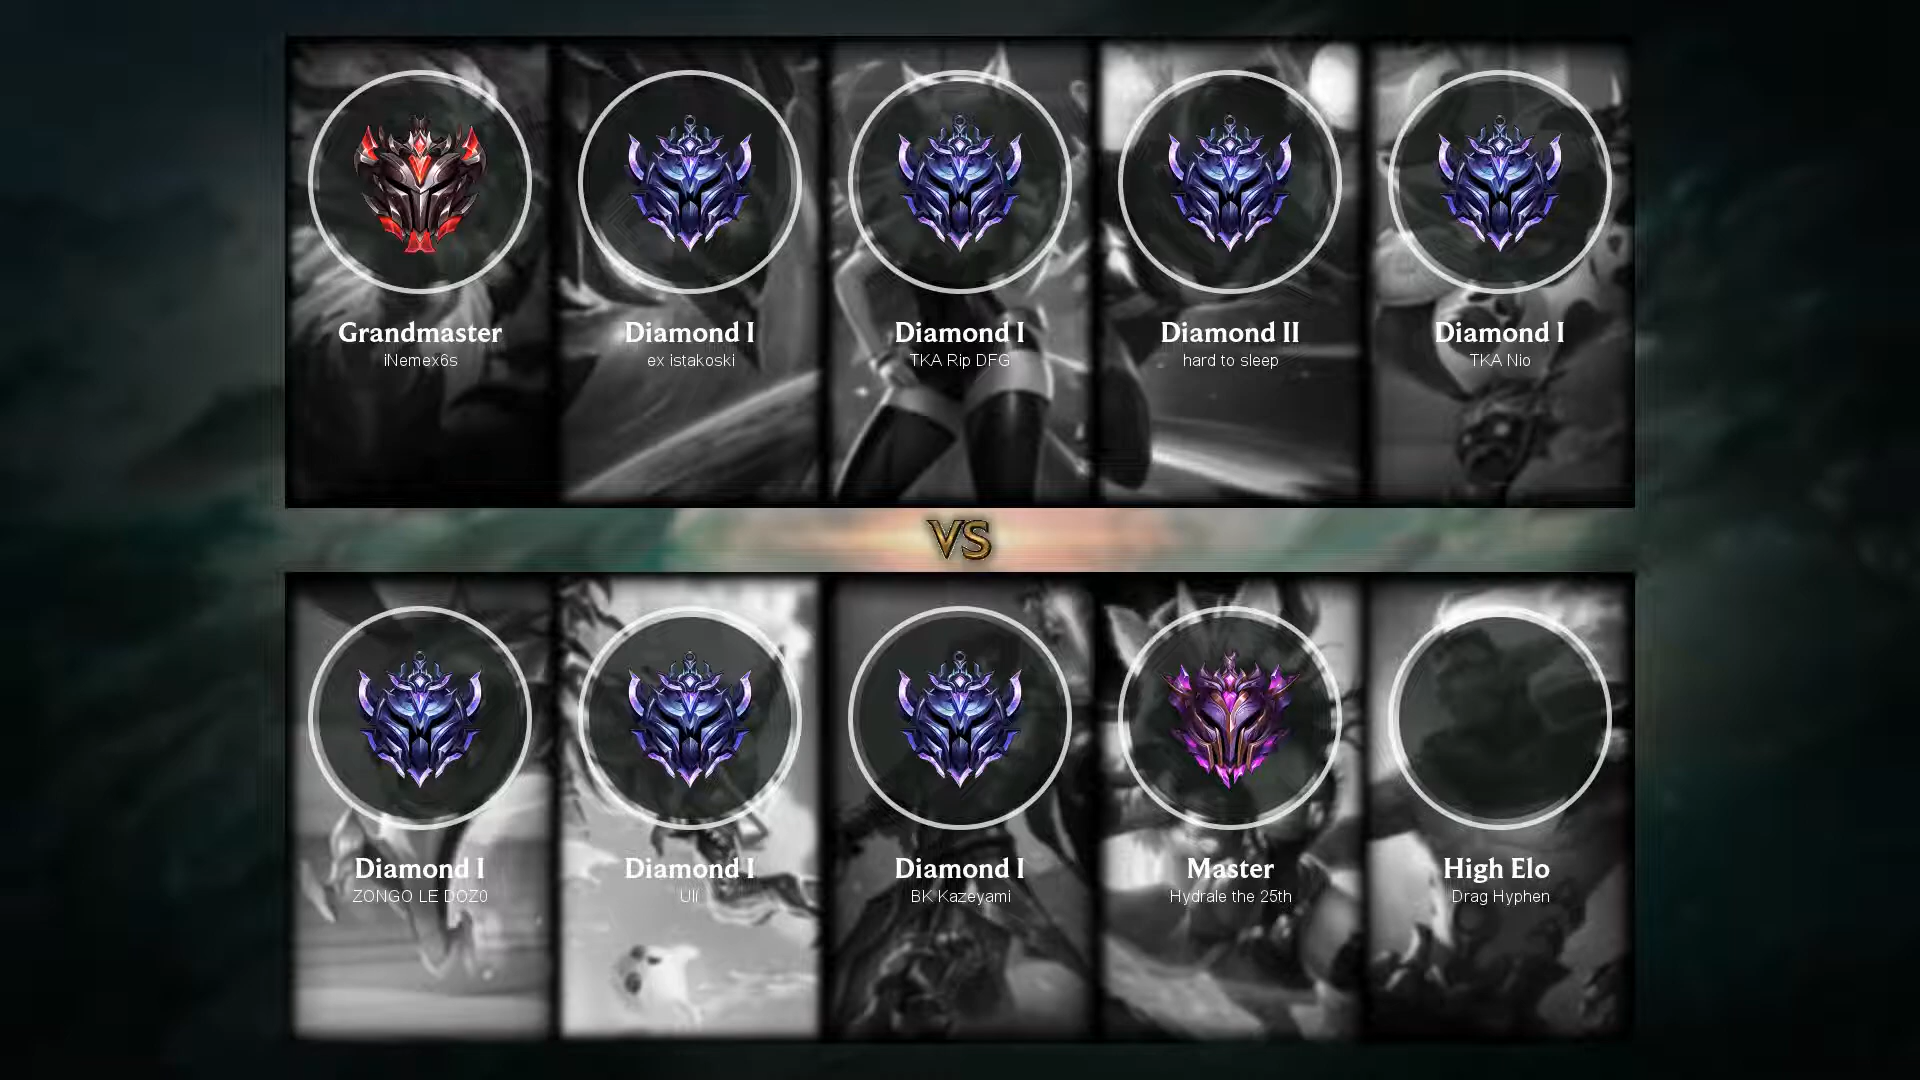 Grandmaster
iNemex6s
Diamond I
ex istakoski
Diamond I
TKA Rip DFG
Diamond II
hard to sleep
Diamond I
TKA Nio
VS
Diamond I
ZONGO LE DOZ0
Diamond I
Ulí
Diamond I
BK Kazeyami
Master
Hydrale the 25th
High Elo
Drag Hyphen